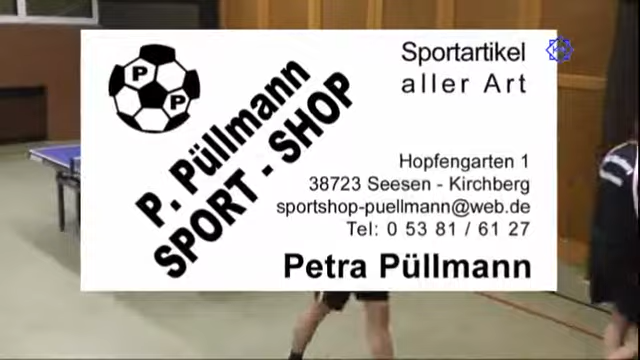 Sportartikel
aller Art
P P
P. Püllmann
SPORT - SHOP
Hopfengarten 1
38723 Seesen - Kirchberg
sportshop-puellmann@web.de
Tel: 0 53 81 / 61 27
Petra Püllmann